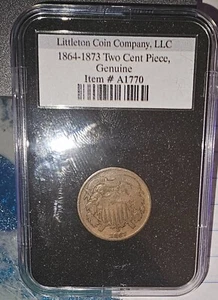 Littleton Coin Company, LLC
1864-1873 Two Cent Piece,
Genuine
Item # A1770